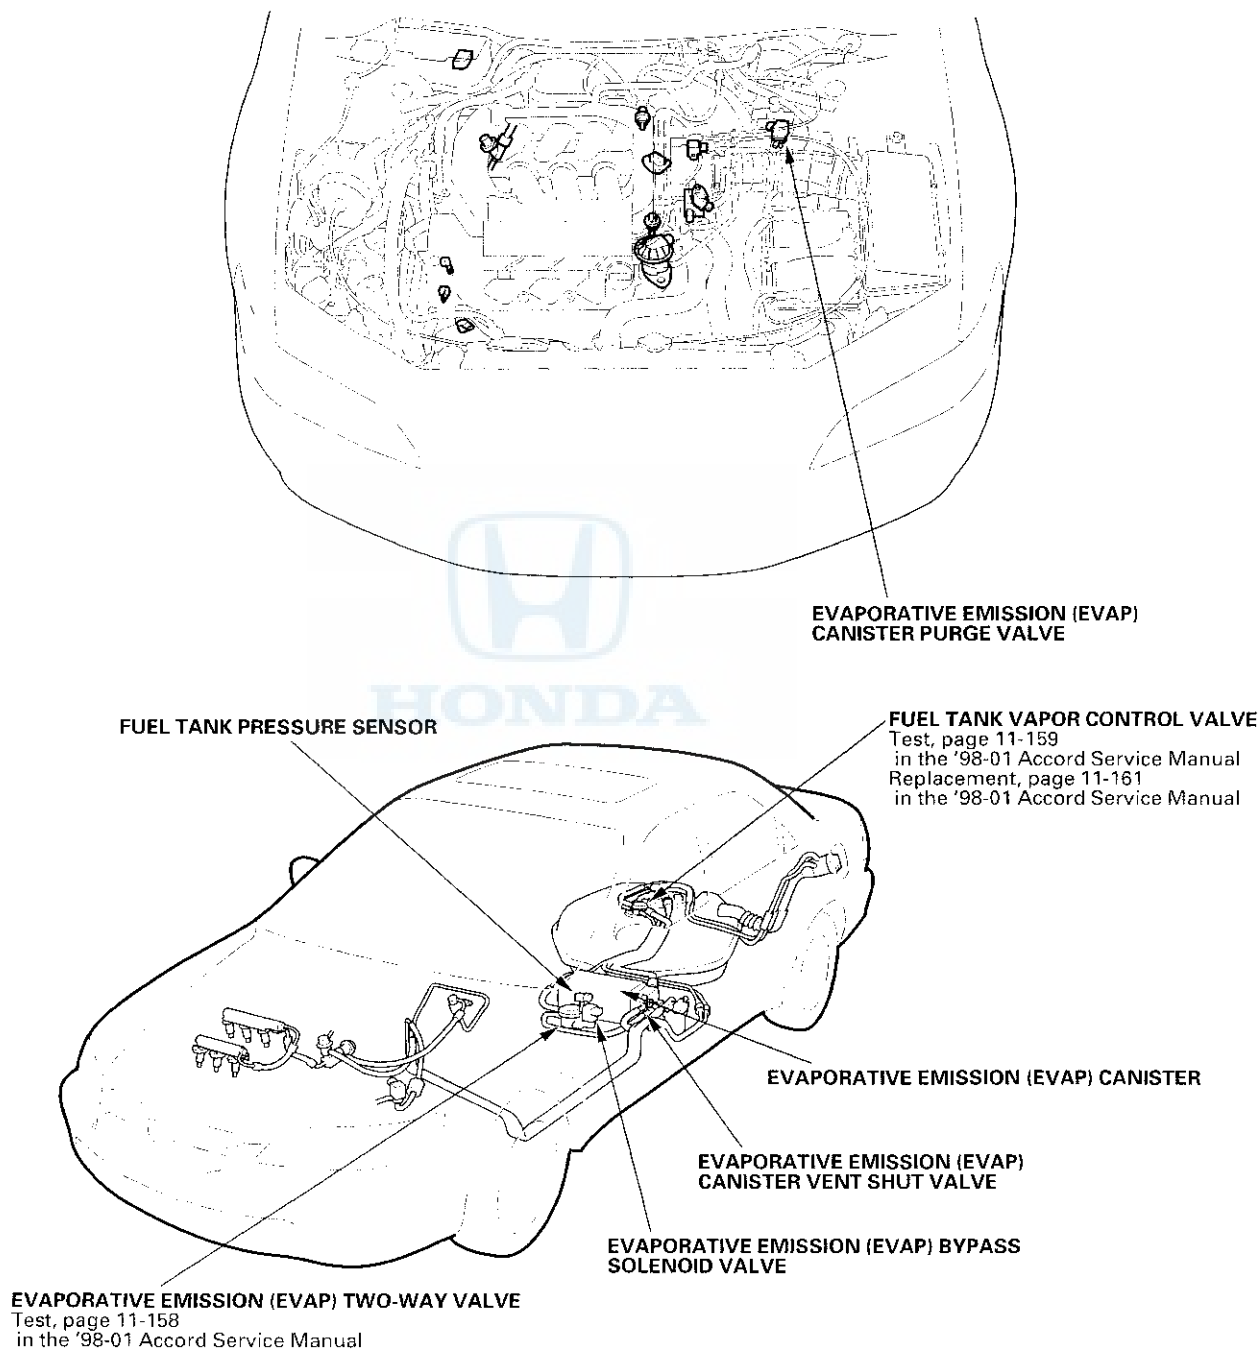 EVAPORATIVE EMISSION (EVAP)
CANISTER PURGE VALVE
HONDA
FUEL TANK PRESSURE SENSOR
FUEL TANK VAPOR CONTROL VALVE
Test, page 11-159
in the '98-01 Accord Service Manual
Replacement, page 11-161
in the '98-01 Accord Service Manual
EVAPORATIVE EMISSION (EVAP) CANISTER
EVAPORATIVE EMISSION (EVAP)
CANISTER VENT SHUT VALVE
EVAPORATIVE EMISSION (EVAP) BYPASS
SOLENOID VALVE
EVAPORATIVE EMISSION (EVAP) TWO-WAY VALVE
Test, page 11-158
in the '98-01 Accord Service Manual